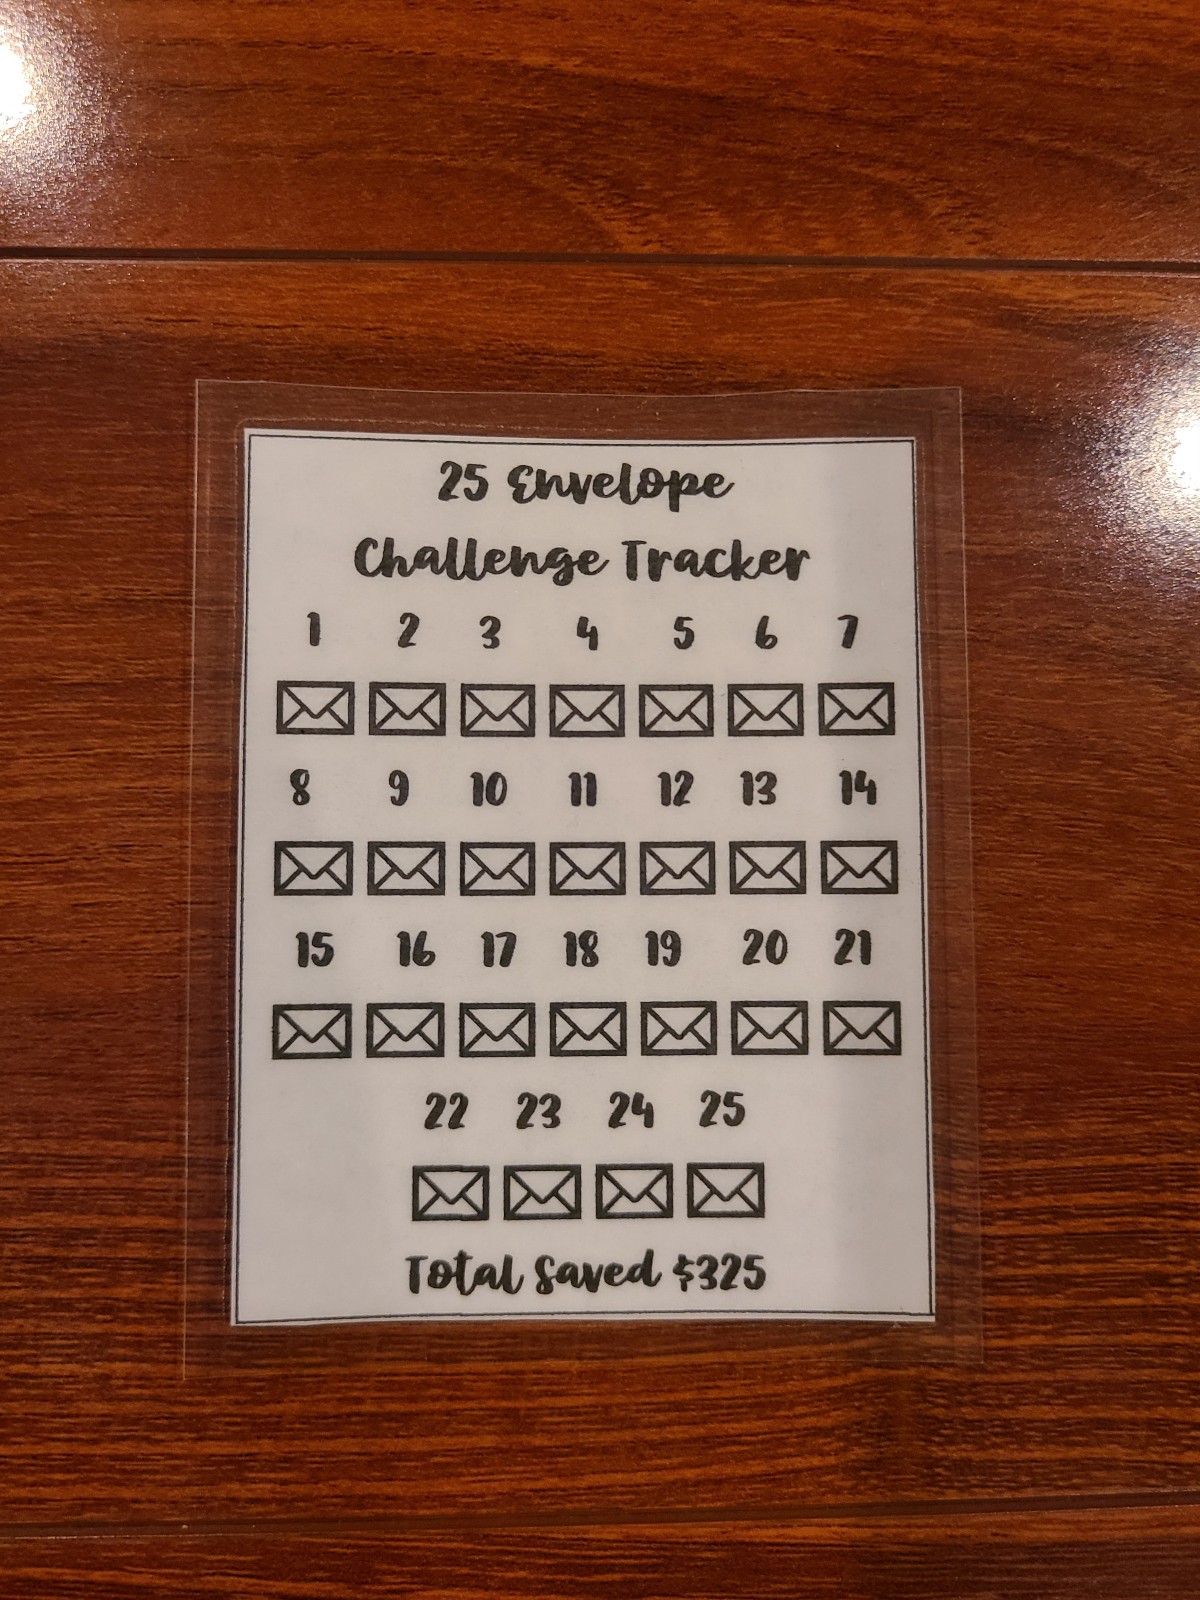 25 Envelope
Challenge Tracker
1 2 3 4 5 6 7
8 9 10 11 12 13 14
15 16 17 18 19 20 21
22 23 24 25
Total Saved $325